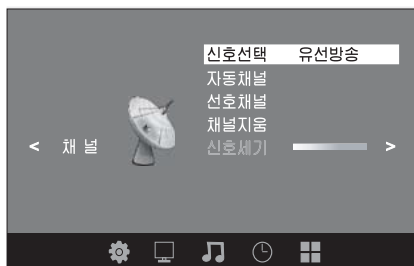 신호선택 유선방송
자동채널
선호채널
채널지움
< 채 널
신호세기 >